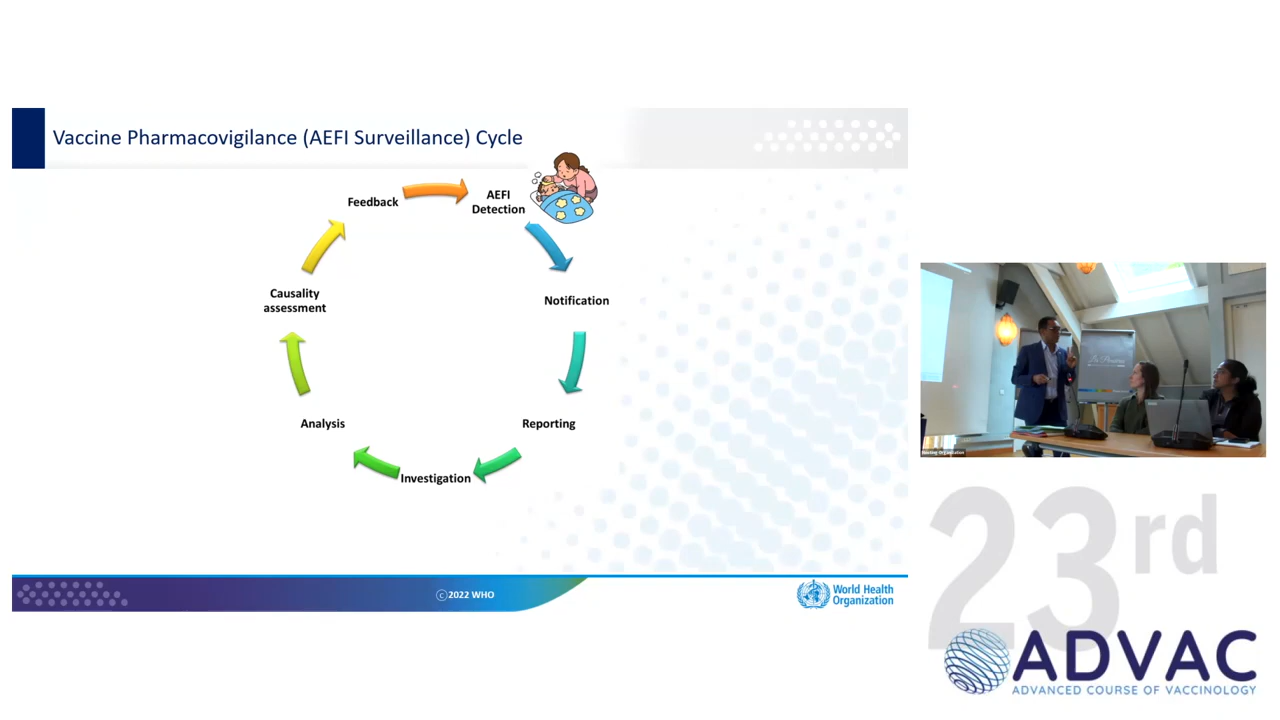 Vaccine Pharmacovigilance (AEFI Surveillance) Cycle
Feedback
AEFI
Detection
Notification
Reporting
Investigation
Analysis
Causality
assessment
©2022 WHO
World Health
Organization
23rd
ADVAC
ADVANCED COURSE OF VACCINOLOGY